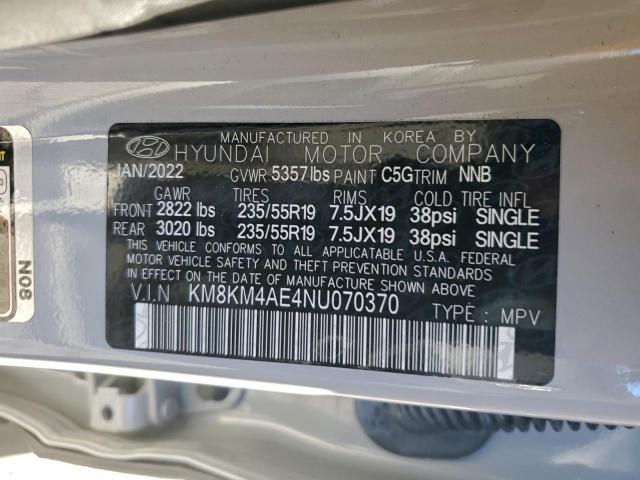 MANUFACTURED IN KOREA BY
HYUNDAI MOTOR COMPANY
JAN/2022 GVWR 5357 lbs PAINT C5G TRIM NNB
GAWR TIRES RIMS COLD TIRE INFL
FRONT 2822 lbs 235/55R19 7.5JX19 38psi SINGLE
REAR 3020 lbs 235/55R19 7.5JX19 38psi SINGLE
THIS VEHICLE CONFORMS TO ALL APPLICABLE U.S.A. FEDERAL
MOTOR VEHICLE SAFETY AND THEFT PREVENTION STANDARDS
IN EFFECT ON THE DATE OF MANUFACTURE SHOWN ABOVE
V.I.N KM8KM4AE4NU070370
TYPE : MPV
N08